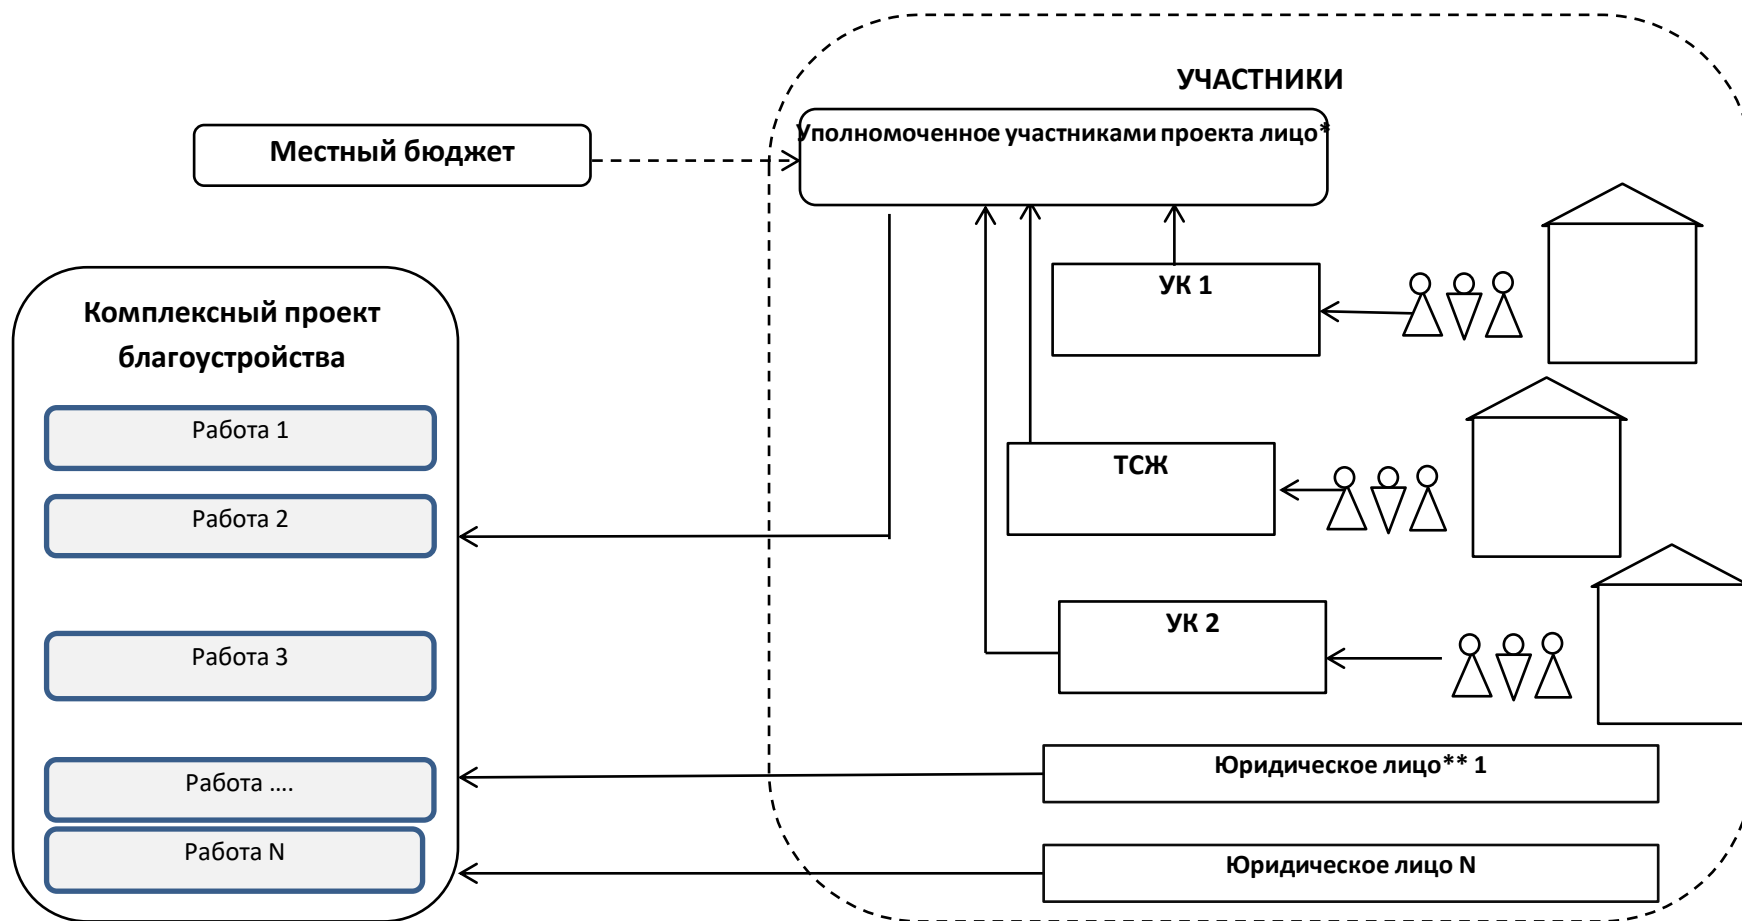 УЧАСТНИКИ
Уполномоченное участниками проекта лицо*
Местный бюджет
УК 1
Комплексный проект
благоустройства
Работа 1
ТСЖ
Работа 2
УК 2
Работа 3
Юридическое лицо** 1
Работа ....
Работа N
Юридическое лицо N